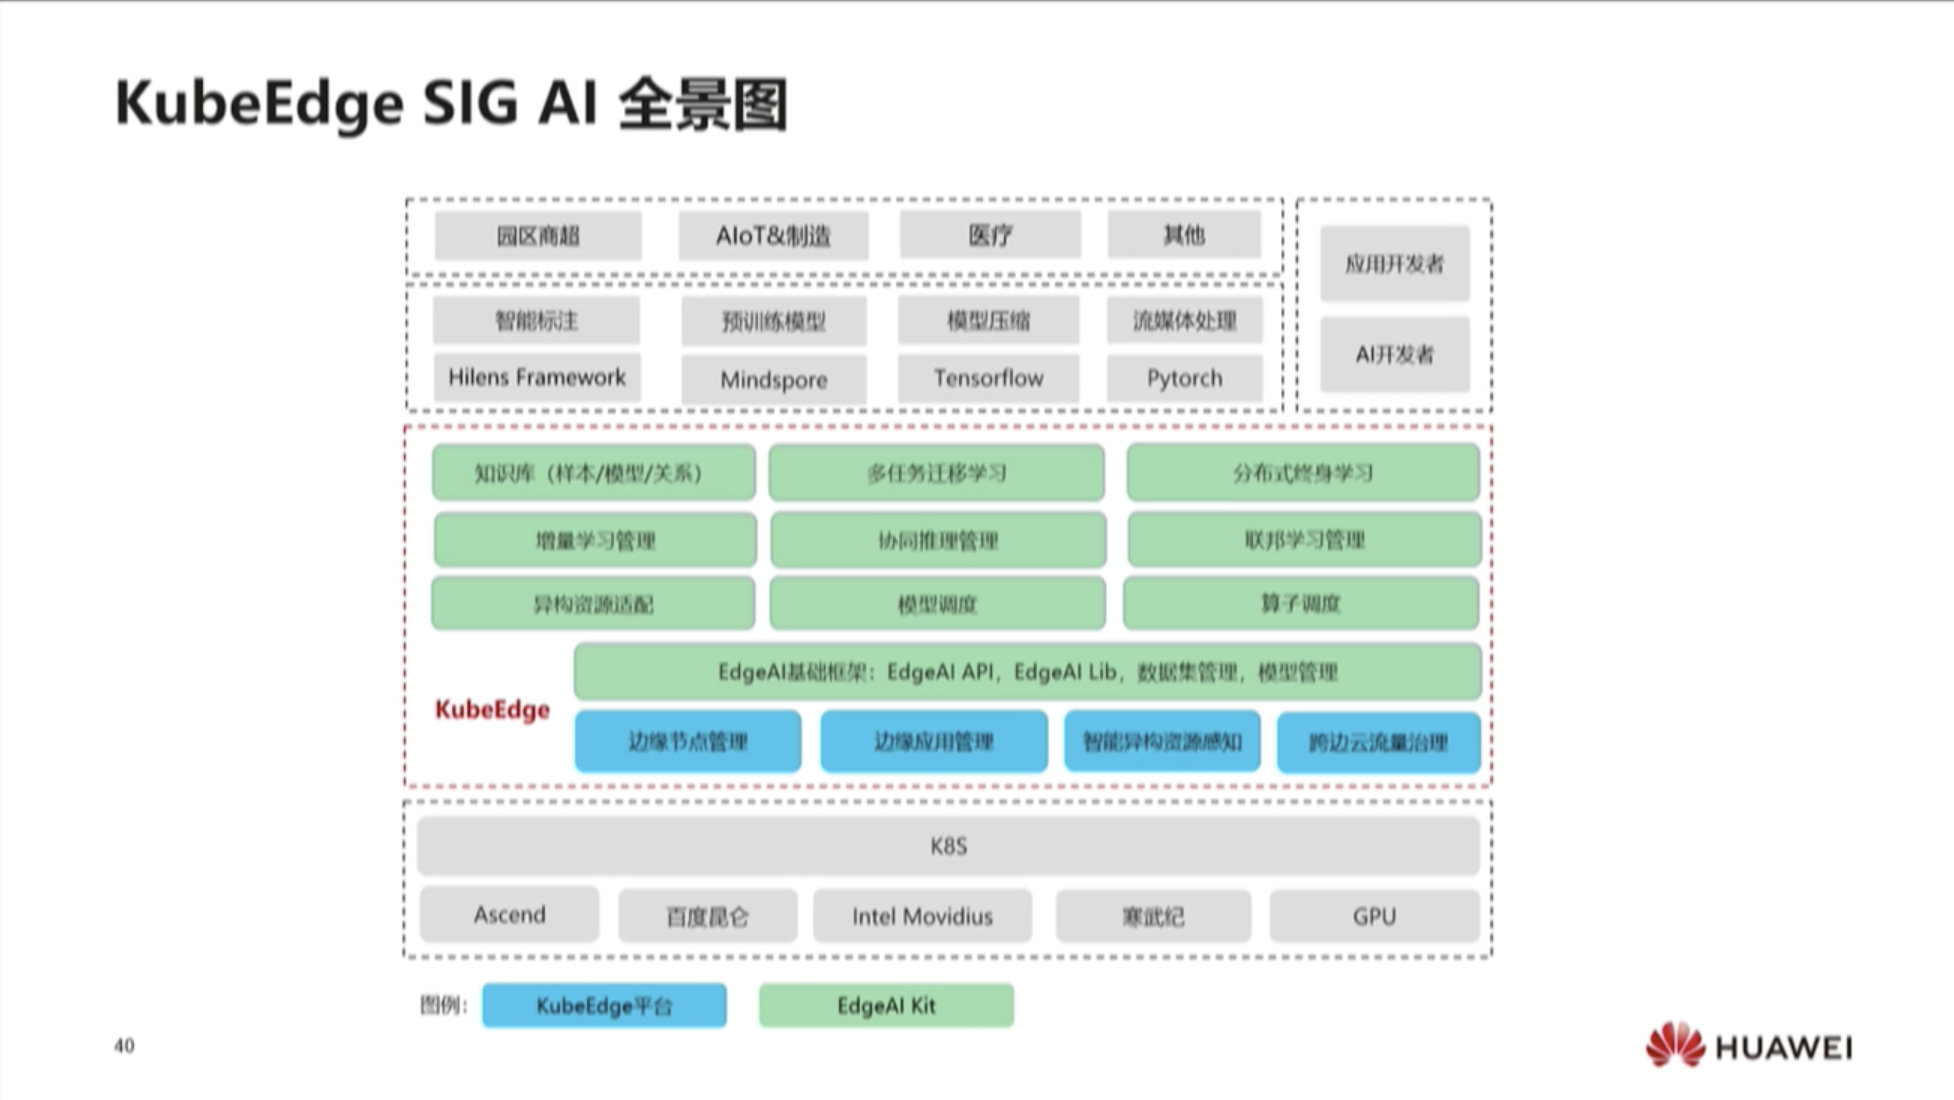 KubeEdge SIG AI 全景图
园区商超 AIoT&制造 医疗 其他
应用开发者
智能标注 预训练模型 模型压缩 流媒体处理
AI开发者
Hilens Framework Mindspore Tensorflow Pytorch
知识库（样本/模型/关系） 多任务迁移学习 分布式终身学习
增量学习管理 协同推理管理 联邦学习管理
异构资源适配 模型调度 算子调度
EdgeAI基础框架：EdgeAI API，EdgeAI Lib，数据集管理，模型管理
KubeEdge
边缘节点管理 边缘应用管理 智能异构资源感知 跨边云流量治理
K8S
Ascend 百度昆仑 Intel Movidius 寒武纪 GPU
图例： KubeEdge平台 EdgeAI Kit
40
HUAWEI